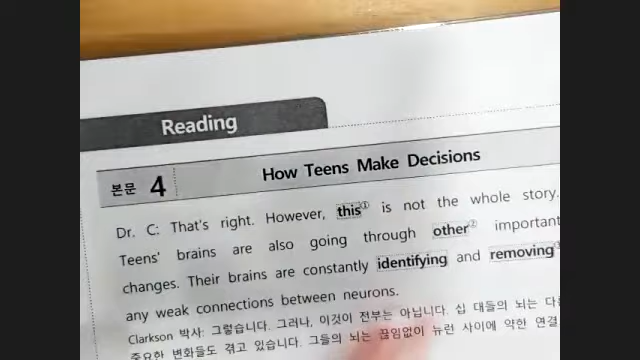 Reading
본문 4 How Teens Make Decisions
Dr. C: That's right. However, this① is not the whole story.
Teens' brains are also going through other② important
changes. Their brains are constantly identifying and removing③
any weak connections between neurons.
Clarkson 박사: 그렇습니다. 그러나, 이것이 전부는 아닙니다. 십 대들의 뇌는 다른
중요한 변화들도 겪고 있습니다. 그들의 뇌는 끊임없이 뉴런 사이에 약한 연결